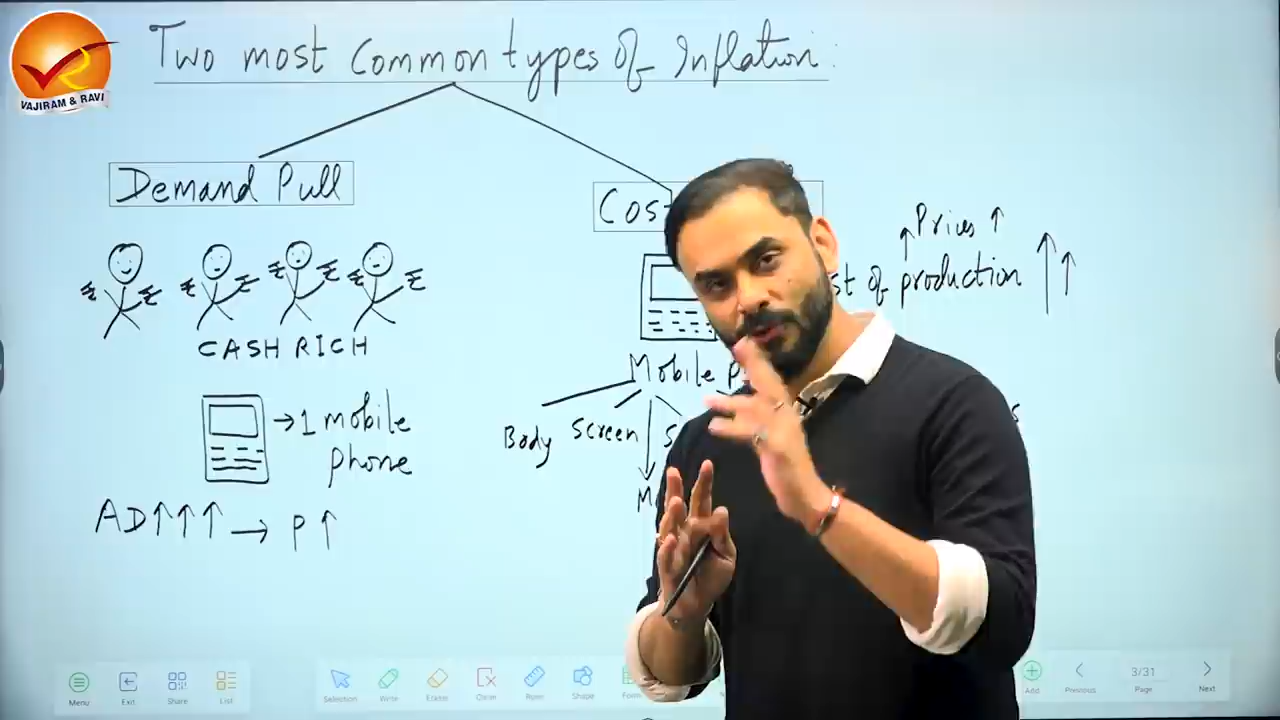 VAJIRAM & RAVI
Two most common types of Inflation:
Demand Pull
Cos
₹ ₹ ₹ ₹ ₹ ₹ ₹ ₹
CASH RICH
→ 1 mobile
phone
AD↑↑↑ → P↑
Prices ↑
↑
st of production ↑↑
Mobile p
Body
Screen
S
M
s
Menu
Exit
Share
List
Selection
Write
Eraser
Clean
Shape
Add
Previous
3/31
Page
Next